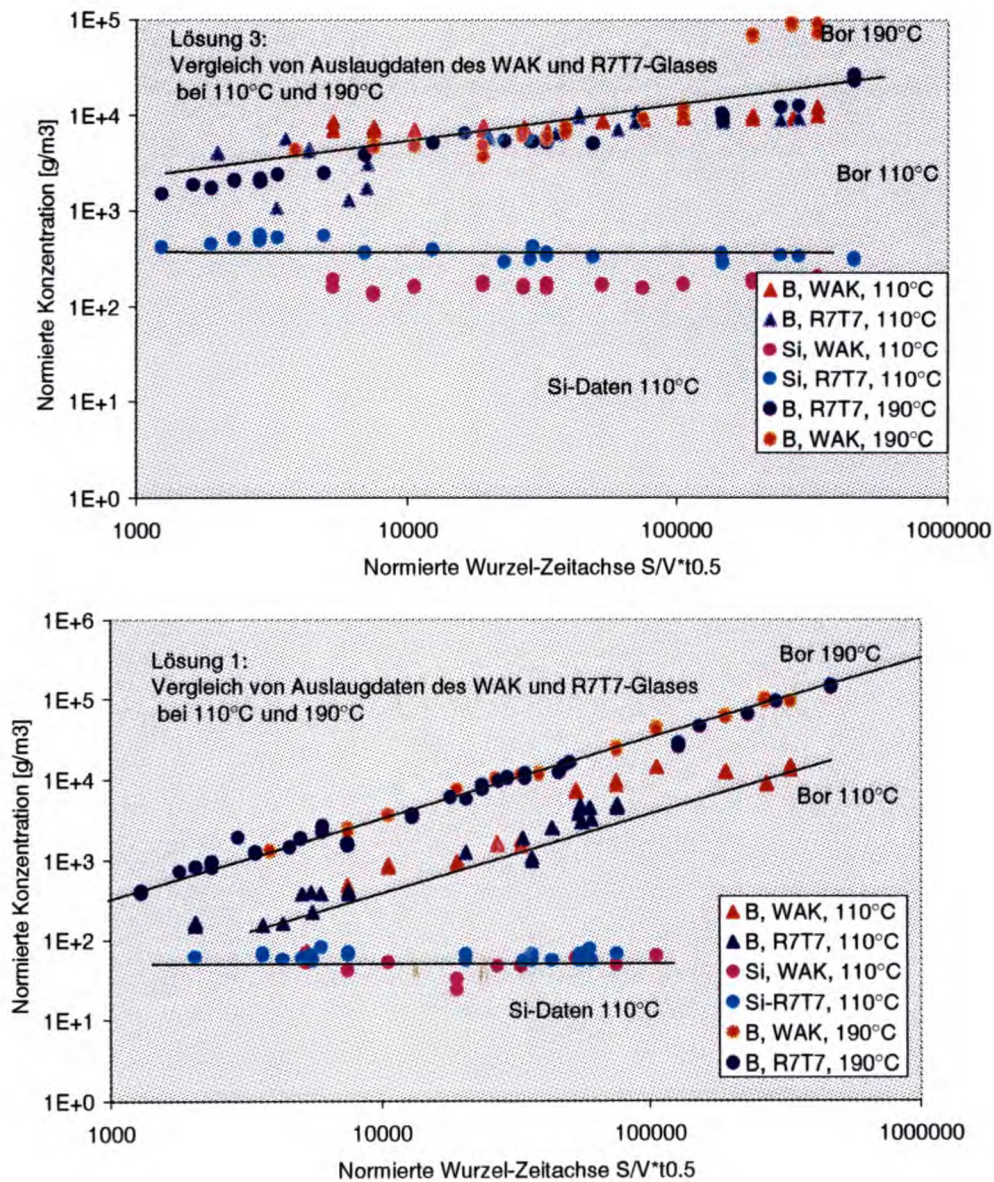 1E+5
Lösung 3:
Vergleich von Auslaugdaten des WAK und R7T7-Glases
bei 110°C und 190°C
Bor 190°C
1E+4
Bor 110°C
1E+3
1E+2
Si-Daten 110°C
1E+1
1E+0
B, WAK, 110°C
B, R7T7, 110°C
Si, WAK, 110°C
Si, R7T7, 110°C
B, R7T7, 190°C
B, WAK, 190°C
Normierte Konzentration [g/m3]
1000
10000
100000
1000000
Normierte Wurzel-Zeitachse S/V*t0.5
1E+6
Lösung 1:
Vergleich von Auslaugdaten des WAK und R7T7-Glases
bei 110°C und 190°C
Bor 190°C
1E+5
1E+4
Bor 110°C
1E+3
1E+2
Si-Daten 110°C
1E+1
1E+0
B, WAK, 110°C
B, R7T7, 110°C
Si, WAK, 110°C
Si-R7T7, 110°C
B, WAK, 190°C
B, R7T7, 190°C
Normierte Konzentration [g/m3]
1000
10000
100000
1000000
Normierte Wurzel-Zeitachse S/V*t0.5